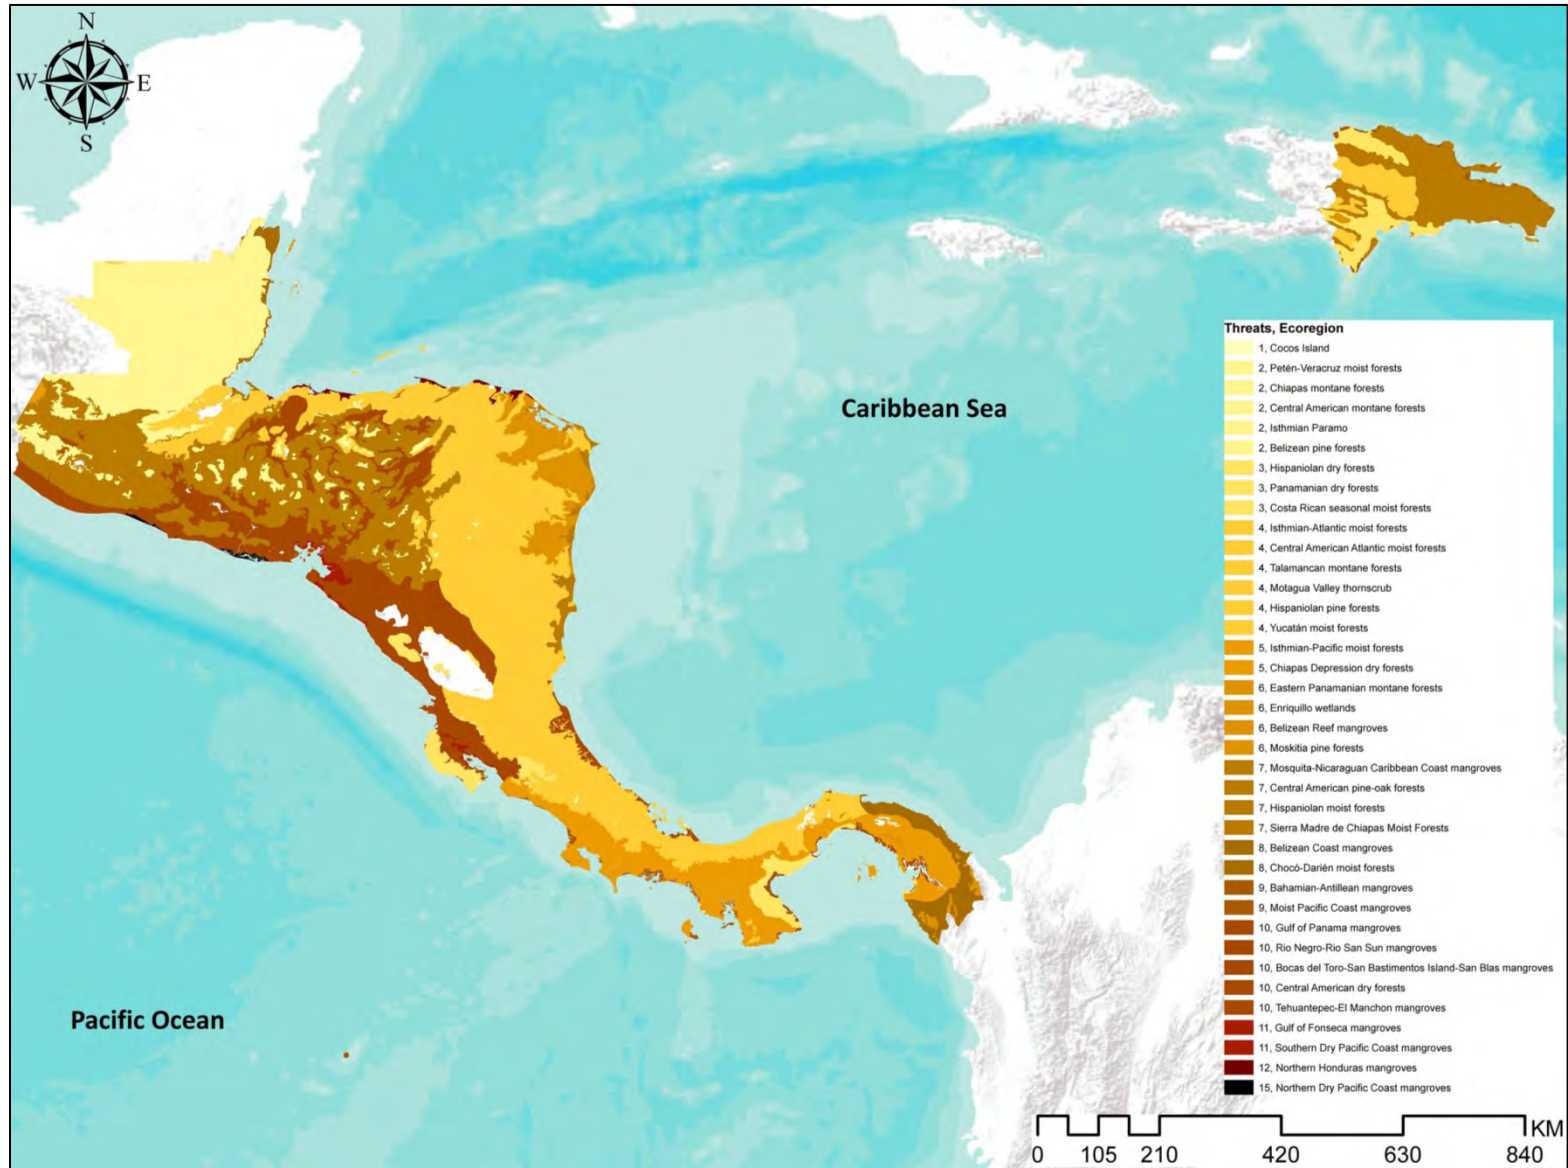 N
W
E
S
Caribbean Sea
Pacific Ocean
Threats, Ecoregion
1, Cocos Island
2, Petén-Veracruz moist forests
2, Chiapas montane forests
2, Central American montane forests
2, Isthmian Paramo
2, Belizean pine forests
3, Hispaniolan dry forests
3, Panamanian dry forests
3, Costa Rican seasonal moist forests
4, Isthmian-Atlantic moist forests
4, Central American Atlantic moist forests
4, Talamancan montane forests
4, Motagua Valley thornscrub
4, Hispaniolan pine forests
4, Yucatán moist forests
5, Isthmian-Pacific moist forests
5, Chiapas Depression dry forests
6, Eastern Panamanian montane forests
6, Enriquillo wetlands
6, Belizean Reef mangroves
6, Moskitia pine forests
7, Mosquita-Nicaraguan Caribbean Coast mangroves
7, Central American pine-oak forests
7, Hispaniolan moist forests
7, Sierra Madre de Chiapas Moist Forests
8, Belizean Coast mangroves
8, Chocó-Darién moist forests
9, Bahamian-Antillean mangroves
9, Moist Pacific Coast mangroves
10, Gulf of Panama mangroves
10, Rio Negro-Rio San Sun mangroves
10, Bocas del Toro-San Bastimentos Island-San Blas mangroves
10, Central American dry forests
10, Tehuantepec-El Manchon mangroves
11, Gulf of Fonseca mangroves
11, Southern Dry Pacific Coast mangroves
12, Northern Honduras mangroves
15, Northern Dry Pacific Coast mangroves
KM
0 105 210 420 630 840